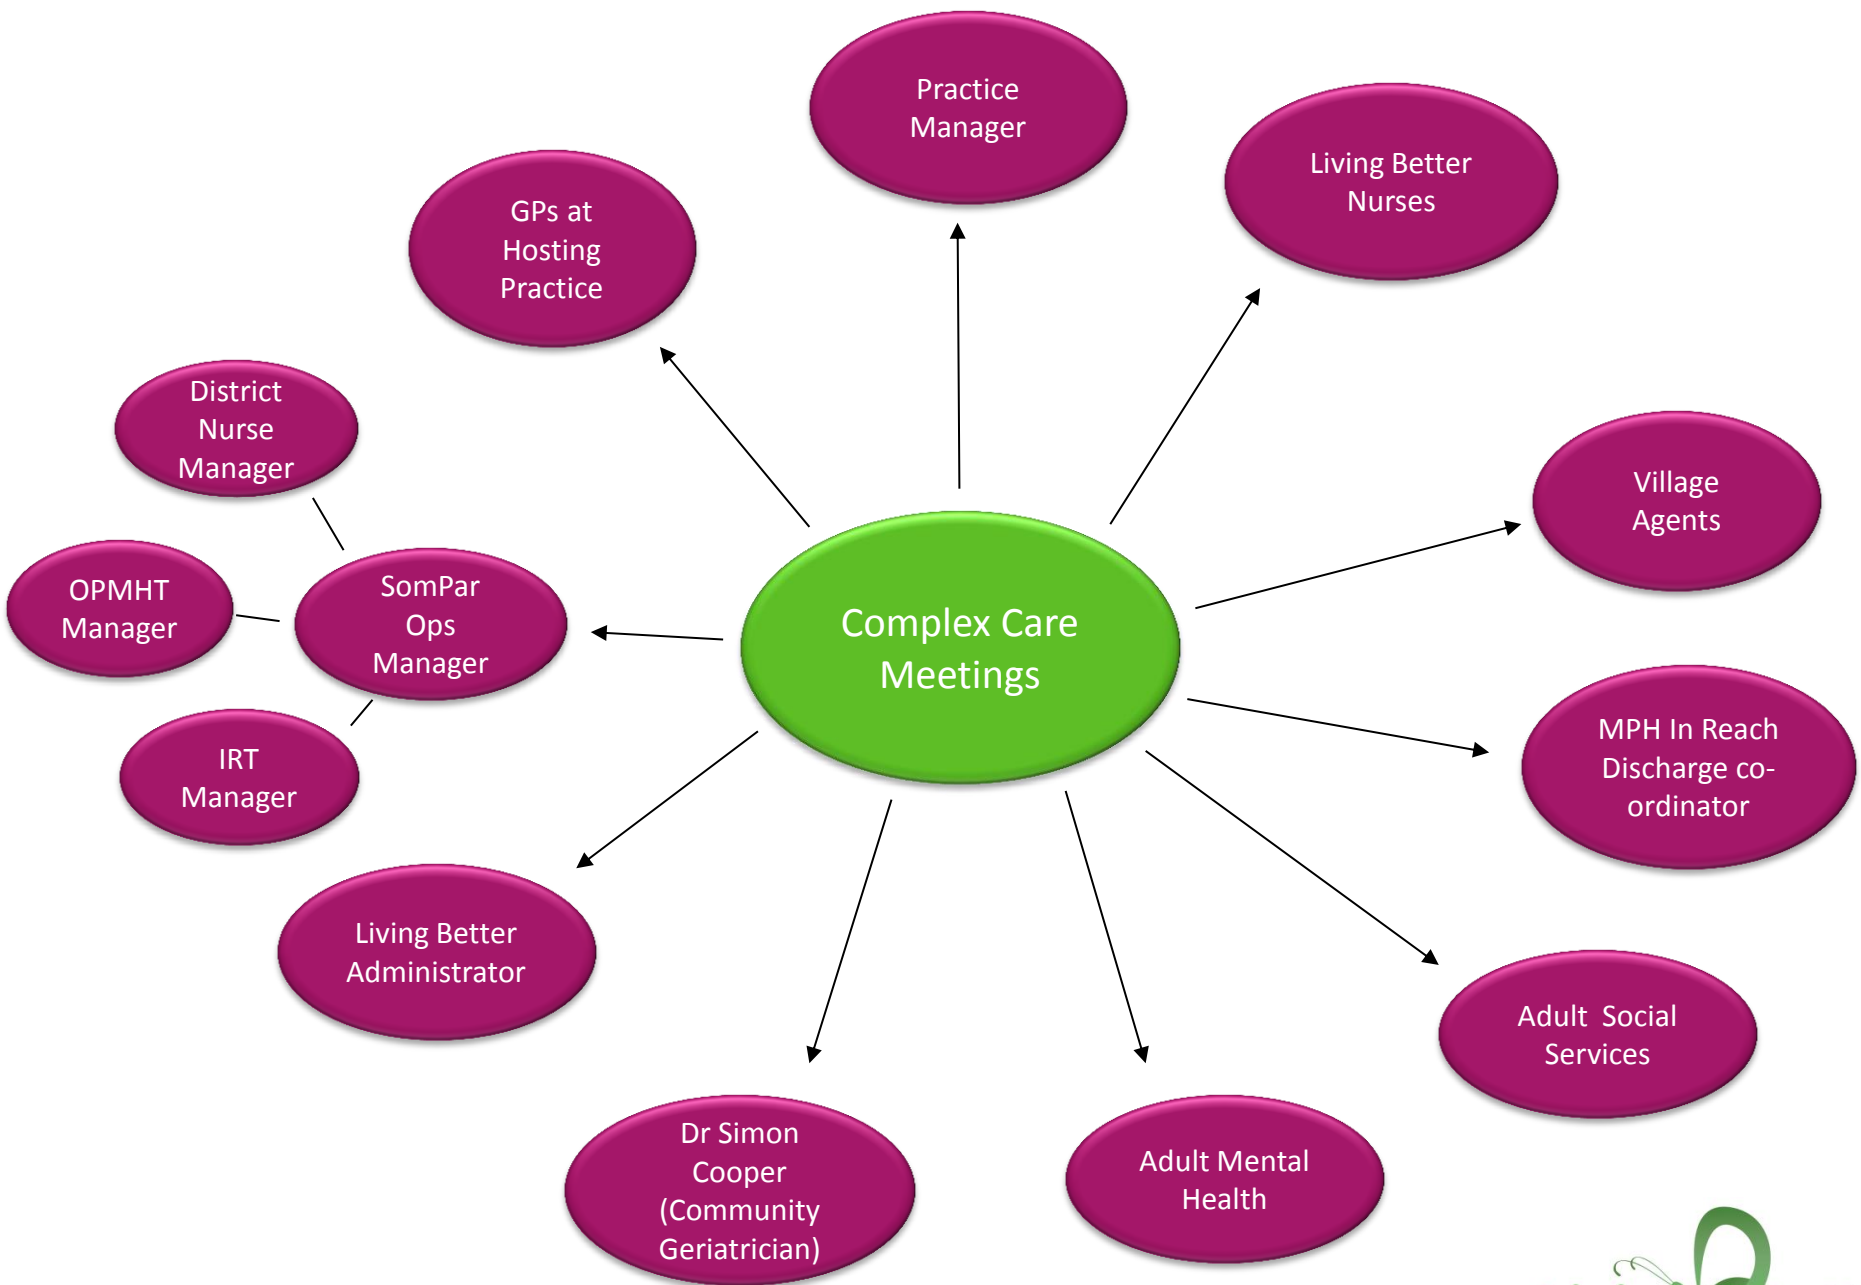 Practice
Manager
Living Better
Nurses
GPs at
Hosting
Practice
District
Nurse
Manager
Village
Agents
OPMHT
Manager
SomPar
Ops
Manager
Complex Care
Meetings
MPH In Reach
Discharge co-
ordinator
IRT
Manager
Living Better
Administrator
Adult  Social
Services
Dr Simon
Cooper
(Community
Geriatrician)
Adult Mental
Health